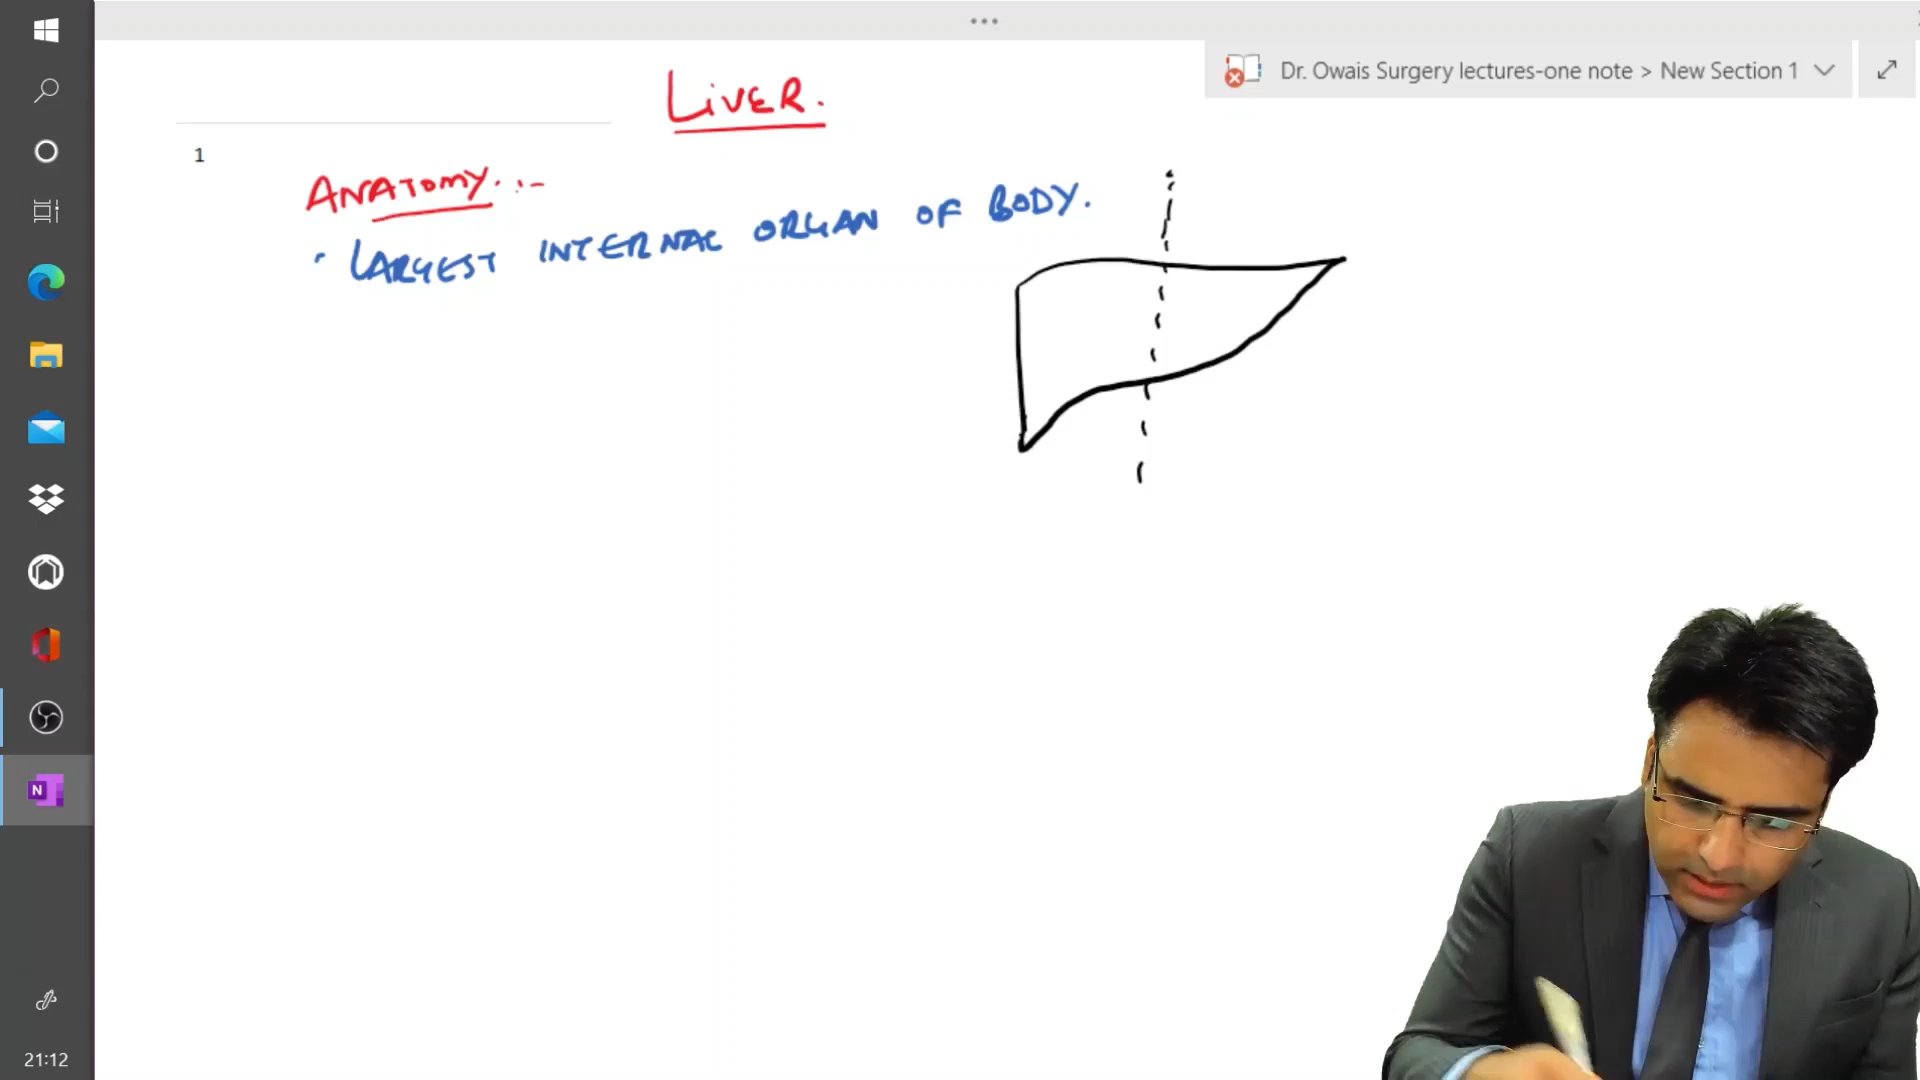 Dr. Owais Surgery lectures-one note > New Section 1
LIVER.
1
ANATOMY..-
· LARGEST INTERNAL ORGAN OF BODY.
N
21:12